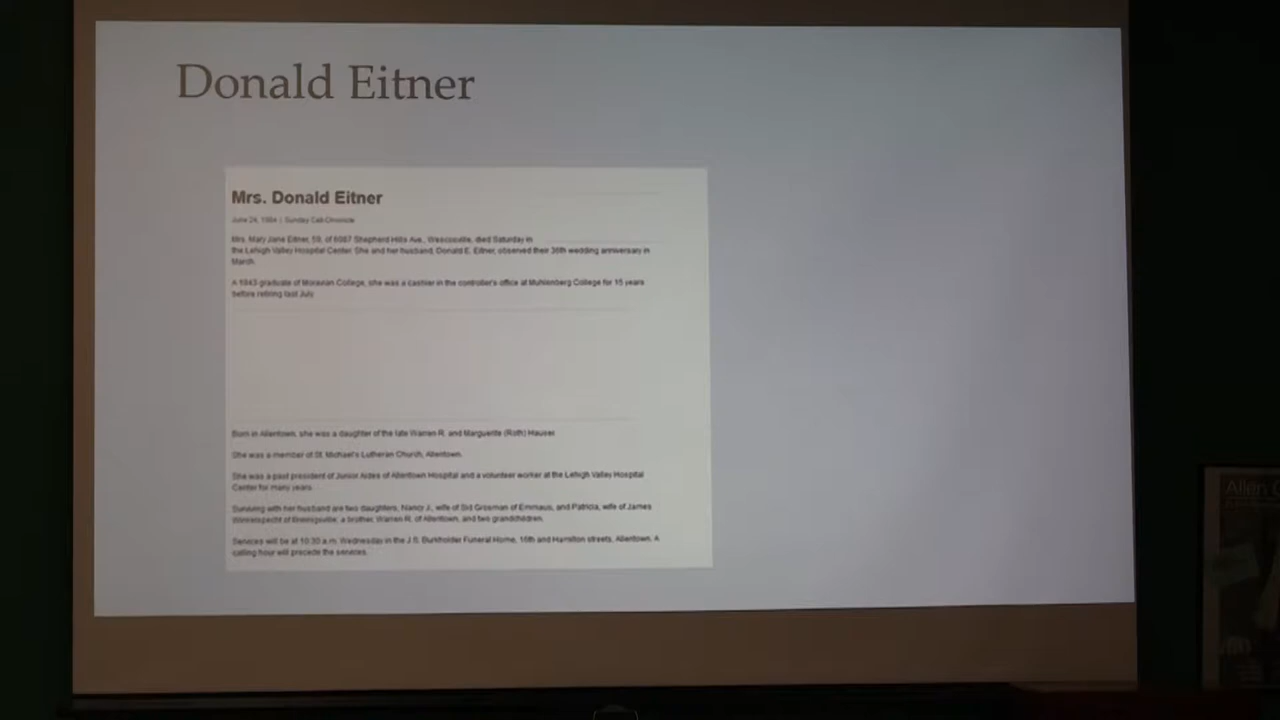 Donald Eitner
Mrs. Donald Eitner
June 24, 1984 | Sunday Call-Chronicle
Mrs. Mary Jane Eitner, 59, of 6087 Shepherd Hills Ave., Wescosville, died Saturday in
the Lehigh Valley Hospital Center. She and her husband, Donald E. Eitner, observed their 36th wedding anniversary in
March.
A 1943 graduate of Moravian College, she was a cashier in the controller's office at Muhlenberg College for 15 years
before retiring last July.
Born in Allentown, she was a daughter of the late Warren R. and Marguerite (Roth) Hauser.
She was a member of St. Michael's Lutheran Church, Allentown.
She was a past president of Junior Aides of Allentown Hospital and a volunteer worker at the Lehigh Valley Hospital
Center for many years.
Surviving with her husband are two daughters, Nancy J., wife of Sid Grosman of Emmaus, and Patricia, wife of James
of Breinigsville; a brother, Warren R. of Allentown, and two grandchildren.
Services will be at 10:30 a.m. Wednesday in the J.S. Burkholder Funeral Home, 16th and Hamilton streets, Allentown. A
calling hour will precede the services.
Allen